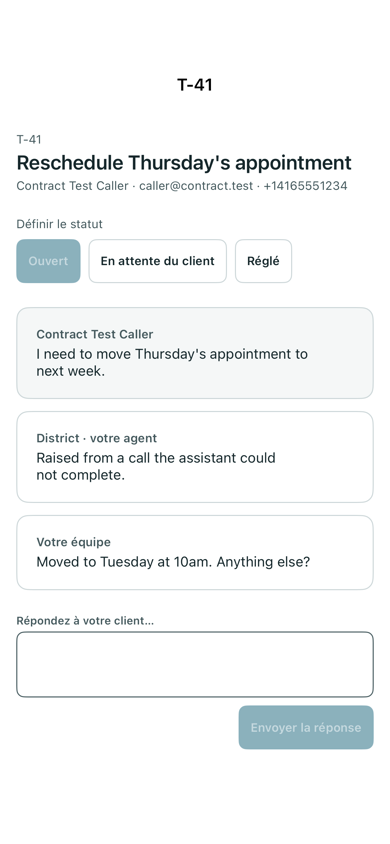 T-41
T-41
Reschedule Thursday's appointment
Contract Test Caller · caller@contract.test · +14165551234
Définir le statut
Ouvert
En attente du client
Réglé
Contract Test Caller
I need to move Thursday's appointment to
next week.
District · votre agent
Raised from a call the assistant could
not complete.
Votre équipe
Moved to Tuesday at 10am. Anything else?
Répondez à votre client...
Envoyer la réponse